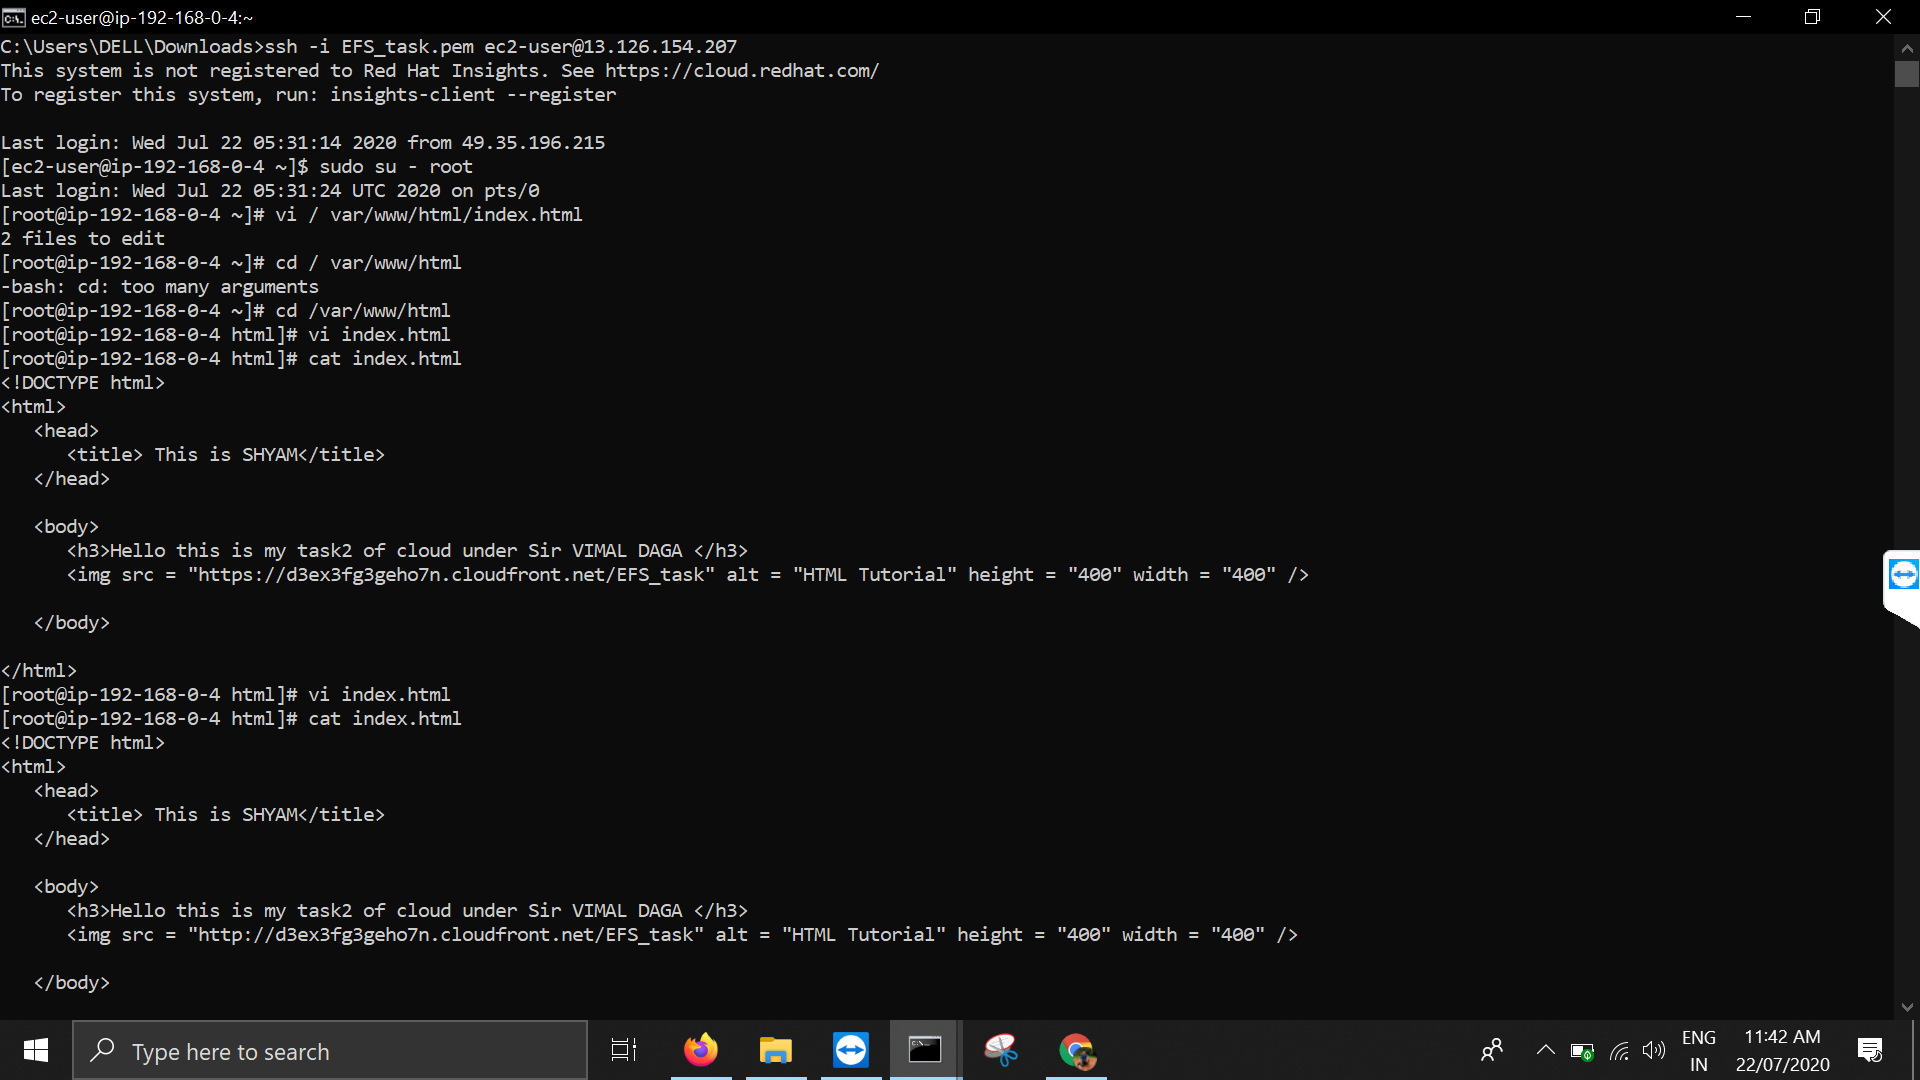 ec2-user@ip-192-168-0-4:~
C:\Users\DELL\Downloads>ssh -i EFS_task.pem ec2-user@13.126.154.207
This system is not registered to Red Hat Insights. See https://cloud.redhat.com/
To register this system, run: insights-client --register
Last login: Wed Jul 22 05:31:14 2020 from 49.35.196.215
[ec2-user@ip-192-168-0-4 ~]$ sudo su - root
Last login: Wed Jul 22 05:31:24 UTC 2020 on pts/0
[root@ip-192-168-0-4 ~]# vi / var/www/html/index.html
2 files to edit
[root@ip-192-168-0-4 ~]# cd / var/www/html
-bash: cd: too many arguments
[root@ip-192-168-0-4 ~]# cd /var/www/html
[root@ip-192-168-0-4 html]# vi index.html
[root@ip-192-168-0-4 html]# cat index.html
<!DOCTYPE html>
<html>
   <head>
      <title> This is SHYAM</title>
   </head>
   <body>
      <h3>Hello this is my task2 of cloud under Sir VIMAL DAGA </h3>
      <img src = "https://d3ex3fg3geho7n.cloudfront.net/EFS_task" alt = "HTML Tutorial" height = "400" width = "400" />
   </body>
</html>
[root@ip-192-168-0-4 html]# vi index.html
[root@ip-192-168-0-4 html]# cat index.html
<!DOCTYPE html>
<html>
   <head>
      <title> This is SHYAM</title>
   </head>
   <body>
      <h3>Hello this is my task2 of cloud under Sir VIMAL DAGA </h3>
      <img src = "http://d3ex3fg3geho7n.cloudfront.net/EFS_task" alt = "HTML Tutorial" height = "400" width = "400" />
   </body>
Type here to search
ENG
IN
11:42 AM
22/07/2020